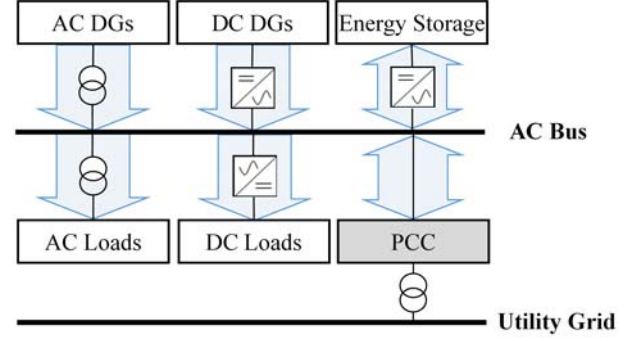 AC DGs
DC DGs
Energy Storage
AC Bus
AC Loads
DC Loads
PCC
Utility Grid